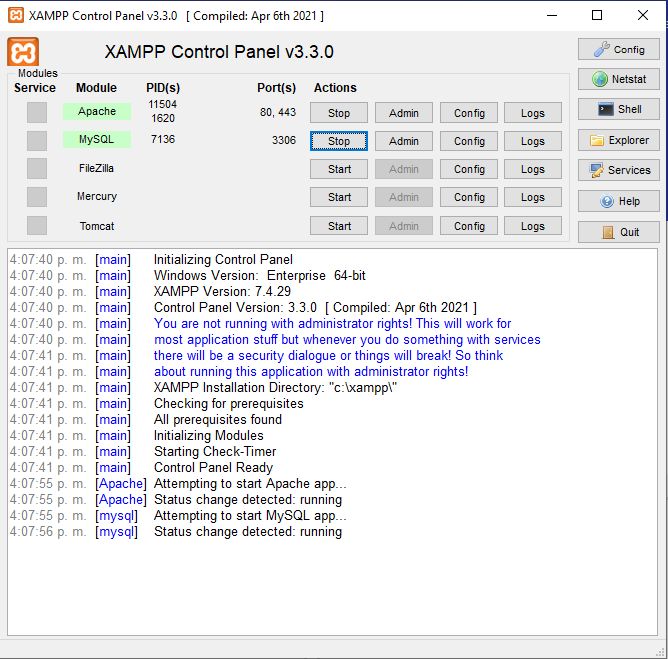 XAMPP Control Panel v3.3.0   [ Compiled: Apr 6th 2021 ]
XAMPP Control Panel v3.3.0
Config
Modules
Service Module PID(s) Port(s) Actions
Netstat
Apache 11504 1620 80, 443 Stop Admin Config Logs
Shell
MySQL 7136 3306 Stop Admin Config Logs
Explorer
FileZilla Start Admin Config Logs
Services
Mercury Start Admin Config Logs
Help
Tomcat Start Admin Config Logs
Quit
4:07:40 p. m. [main] Initializing Control Panel
4:07:40 p. m. [main] Windows Version:  Enterprise  64-bit
4:07:40 p. m. [main] XAMPP Version: 7.4.29
4:07:40 p. m. [main] Control Panel Version: 3.3.0  [ Compiled: Apr 6th 2021 ]
4:07:40 p. m. [main] You are not running with administrator rights! This will work for
4:07:40 p. m. [main] most application stuff but whenever you do something with services
4:07:41 p. m. [main] there will be a security dialogue or things will break! So think
4:07:41 p. m. [main] about running this application with administrator rights!
4:07:41 p. m. [main] XAMPP Installation Directory: "c:\xampp\"
4:07:41 p. m. [main] Checking for prerequisites
4:07:41 p. m. [main] All prerequisites found
4:07:41 p. m. [main] Initializing Modules
4:07:41 p. m. [main] Starting Check-Timer
4:07:41 p. m. [main] Control Panel Ready
4:07:55 p. m. [Apache] Attempting to start Apache app...
4:07:55 p. m. [Apache] Status change detected: running
4:07:55 p. m. [mysql] Attempting to start MySQL app...
4:07:56 p. m. [mysql] Status change detected: running